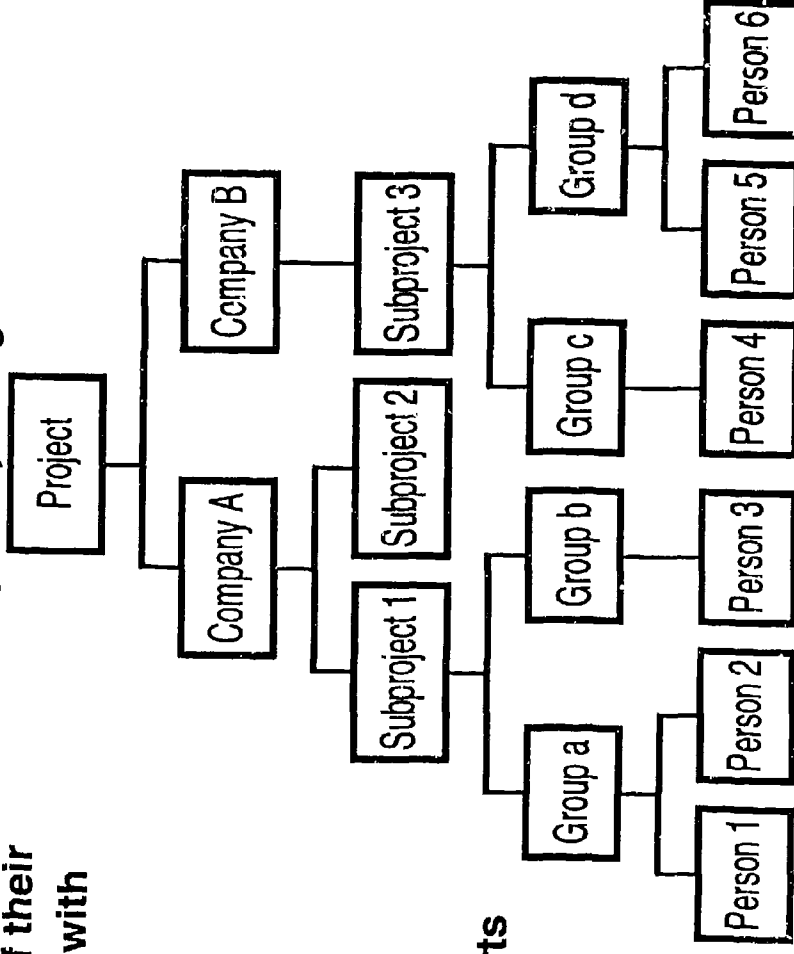 f their
with
rts
Project
Company A
Company B
Subproject 1
Subproject 2
Subproject 3
Group a
Group b
Group c
Group d
Person 1
Person 2
Person 3
Person 4
Person 5
Person 6